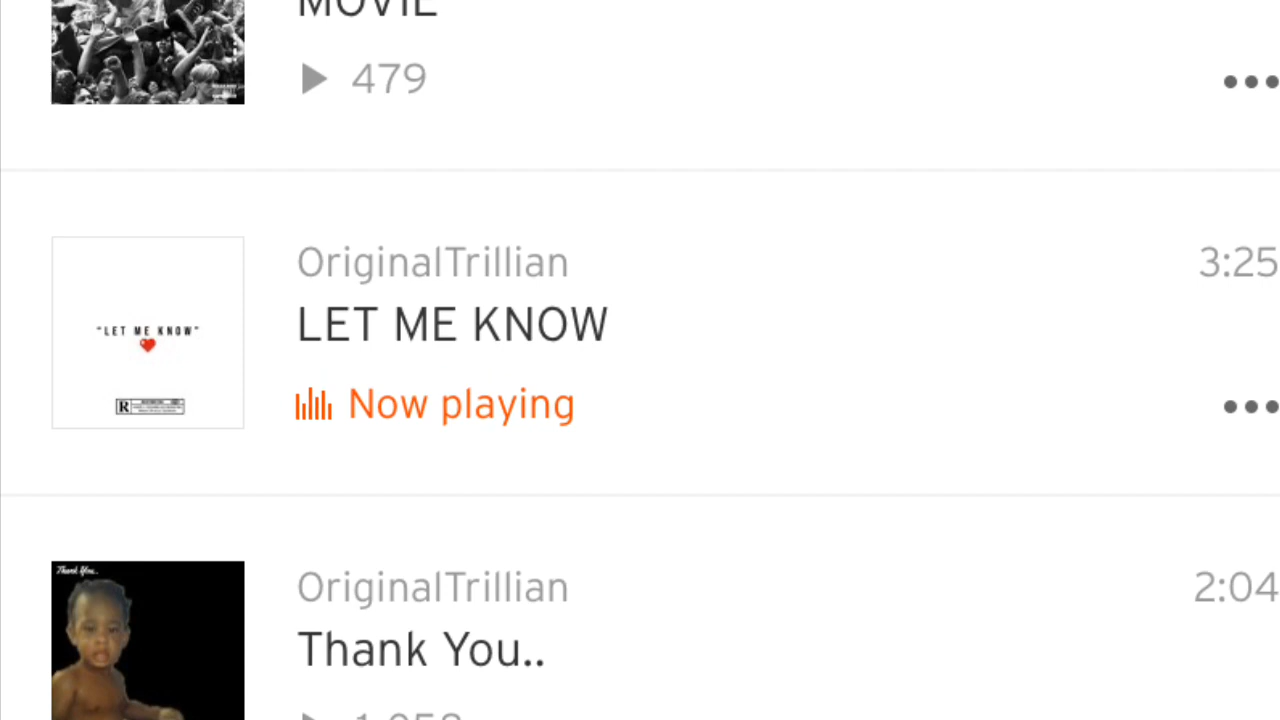 MOVIE
479
OriginalTrillian
3:25
LET ME KNOW
"LET ME KNOW"
R
Now playing
Thank You..
OriginalTrillian
2:04
Thank You..